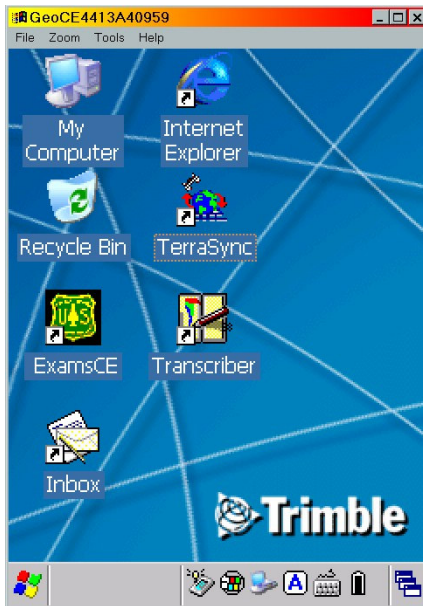 GeoCE4413A40959
File Zoom Tools Help
My
Computer
Internet
Explorer
Recycle Bin
TerraSync
U S
ExamsCE
Transcriber
Inbox
Trimble
A